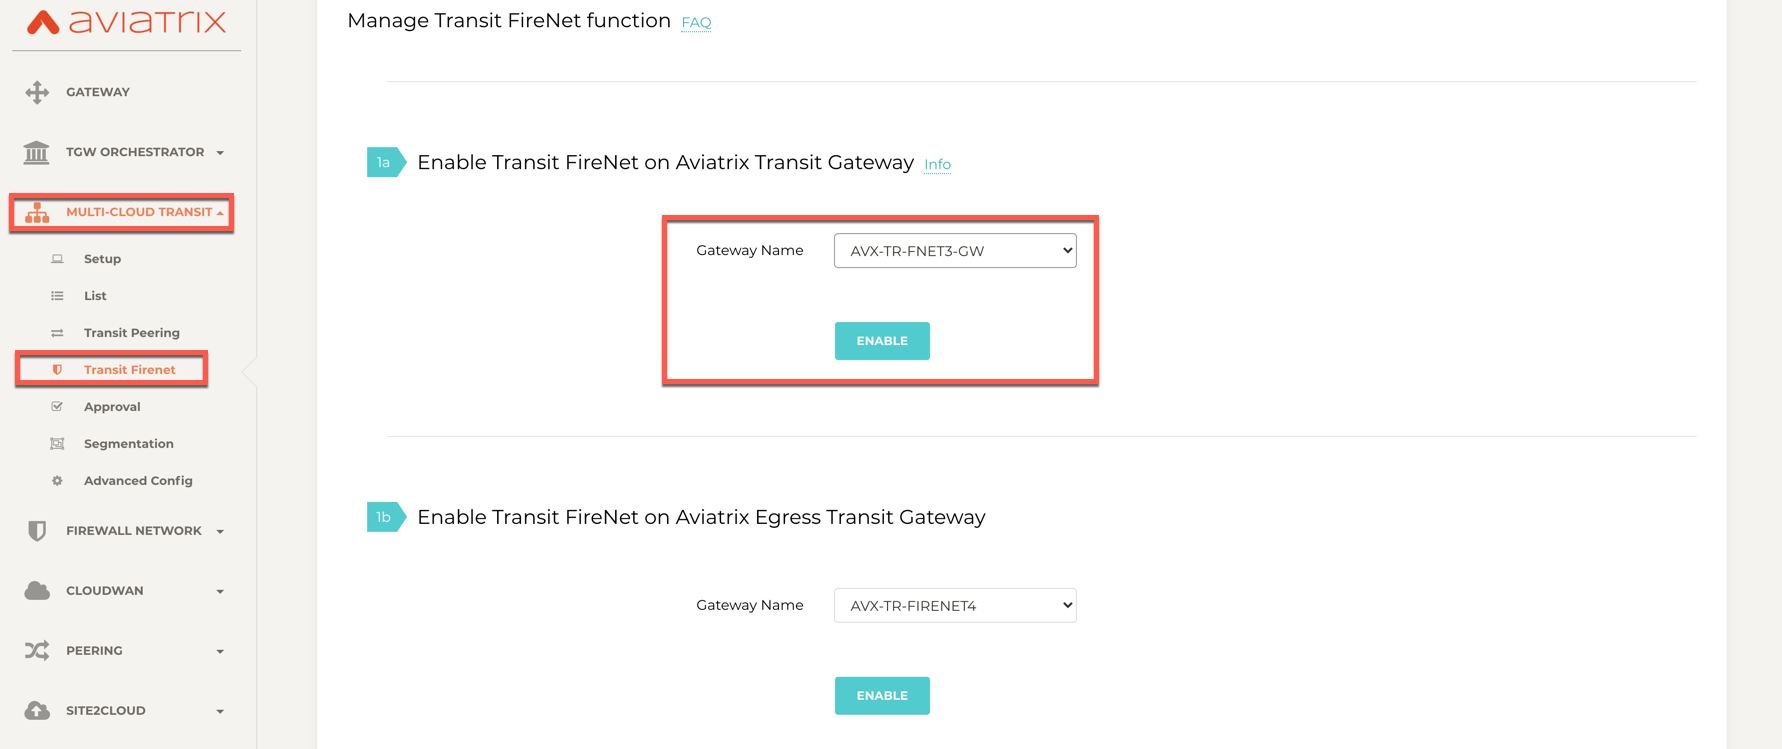 aviatrix
GATEWAY
TGW ORCHESTRATOR
MULTI-CLOUD TRANSIT
Setup
List
Transit Peering
Transit Firenet
Approval
Segmentation
Advanced Config
FIREWALL NETWORK
CLOUDWAN
PEERING
SITE2CLOUD
Manage Transit FireNet function FAQ
1a Enable Transit FireNet on Aviatrix Transit Gateway Info
Gateway Name AVX-TR-FNET3-GW
ENABLE
1b Enable Transit FireNet on Aviatrix Egress Transit Gateway
Gateway Name AVX-TR-FIRENET4
ENABLE